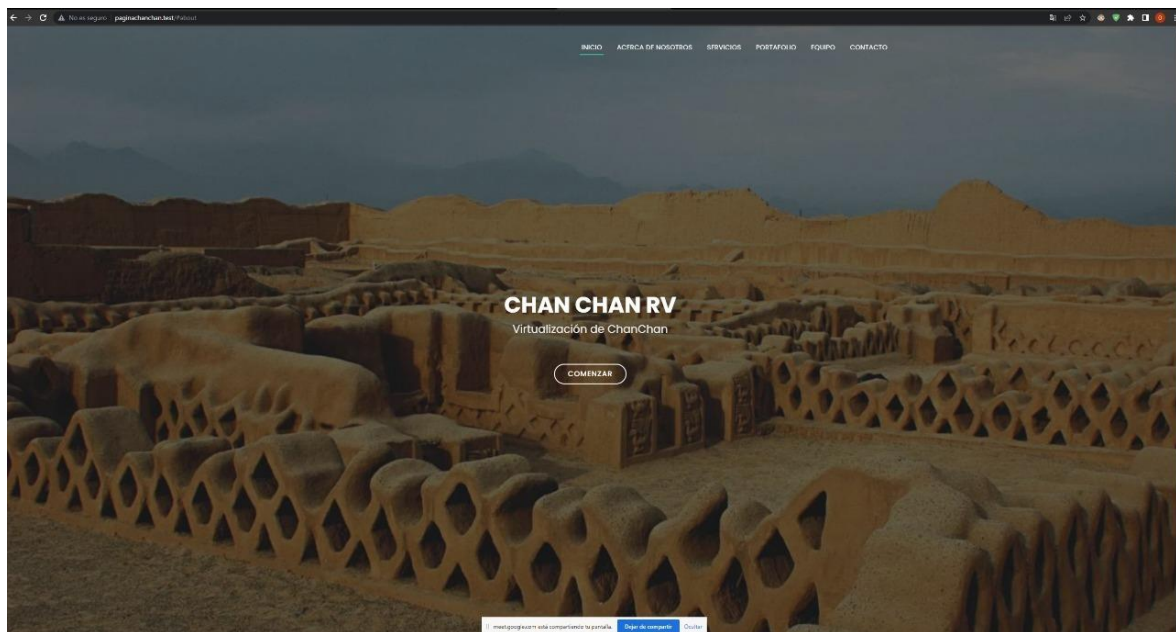 No es seguro paginachanchan.test/#about
INICIO ACERCA DE NOSOTROS SERVICIOS PORTAFOLIO EQUIPO CONTACTO
CHAN CHAN RV
Virtualización de ChanChan
COMENZAR
meet.google.com está compartiendo tu pantalla. Dejar de compartir Ocultar